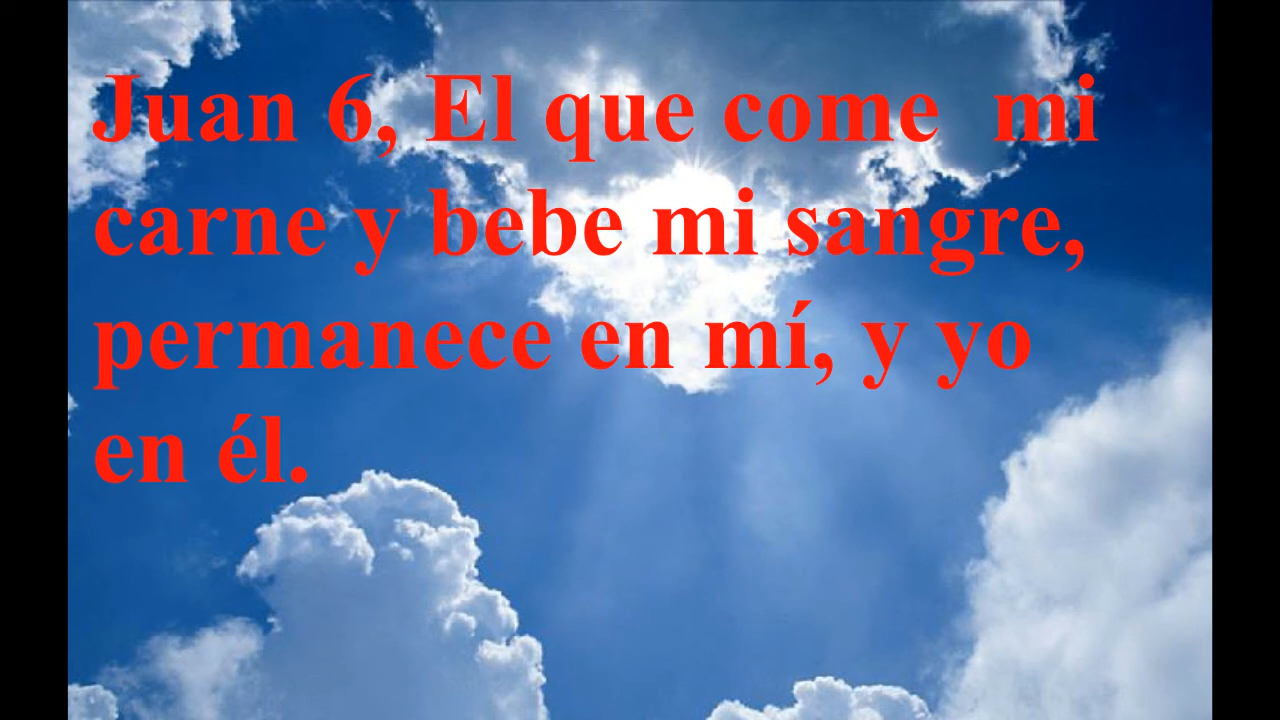 Juan 6, El que come  mi
carne y bebe mi sangre,
permanece en mí, y yo
en él.